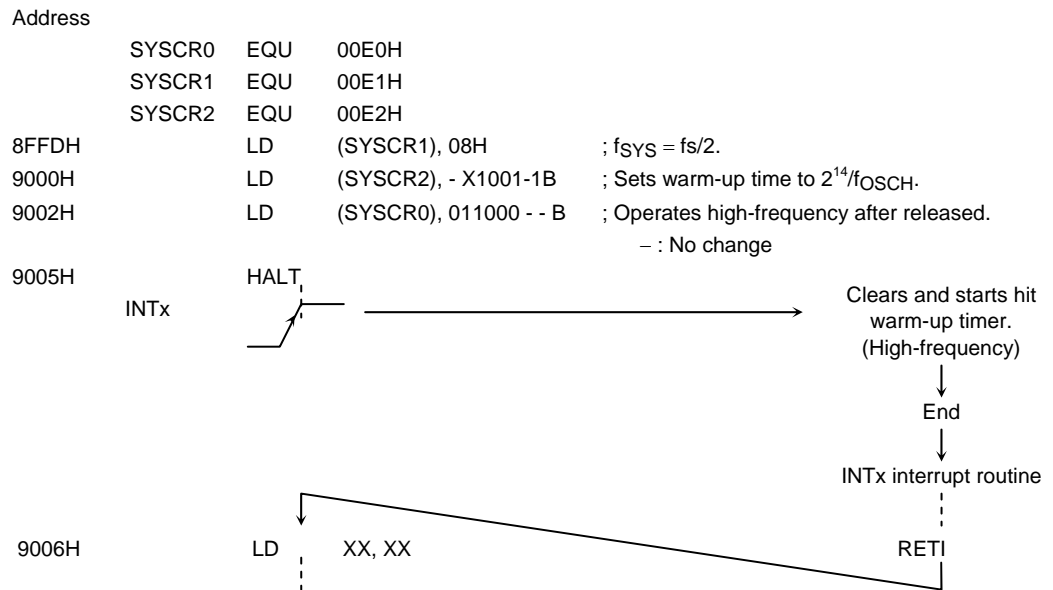 Address
SYSCR0 EQU 00E0H
SYSCR1 EQU 00E1H
SYSCR2 EQU 00E2H
8FFDH LD (SYSCR1), 08H ; fSYS = fs/2.
9000H LD (SYSCR2), - X1001-1B ; Sets warm-up time to 2^14/fOSCH.
9002H LD (SYSCR0), 011000 - - B ; Operates high-frequency after released.
− : No change
9005H HALT
INTx
Clears and starts hit
warm-up timer.
(High-frequency)
End
INTx interrupt routine
9006H LD XX, XX RETI